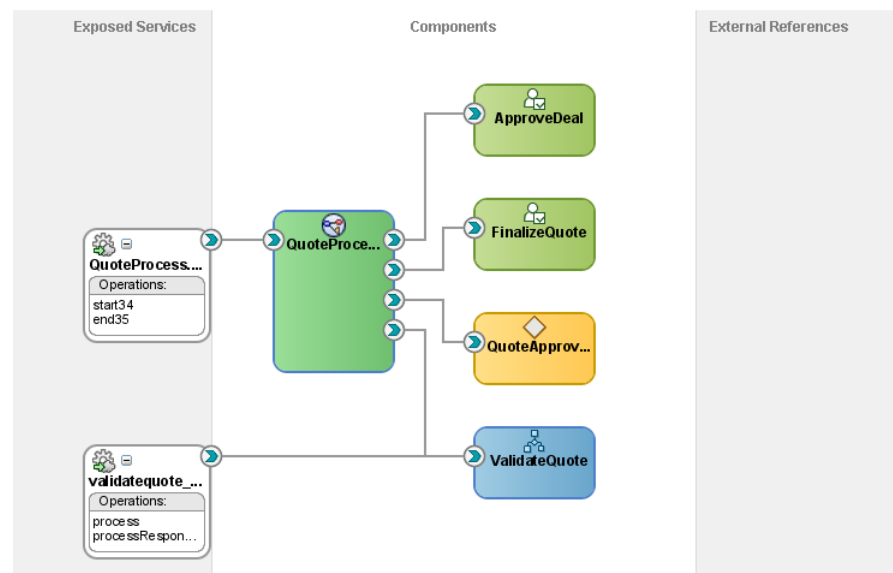 Exposed Services
Components
External References
ApproveDeal
FinalizeQuote
QuoteProcess....
Operations:
start34
end35
QuoteProce...
QuoteApprov...
ValidateQuote
validatequote_...
Operations:
process
processRespon...